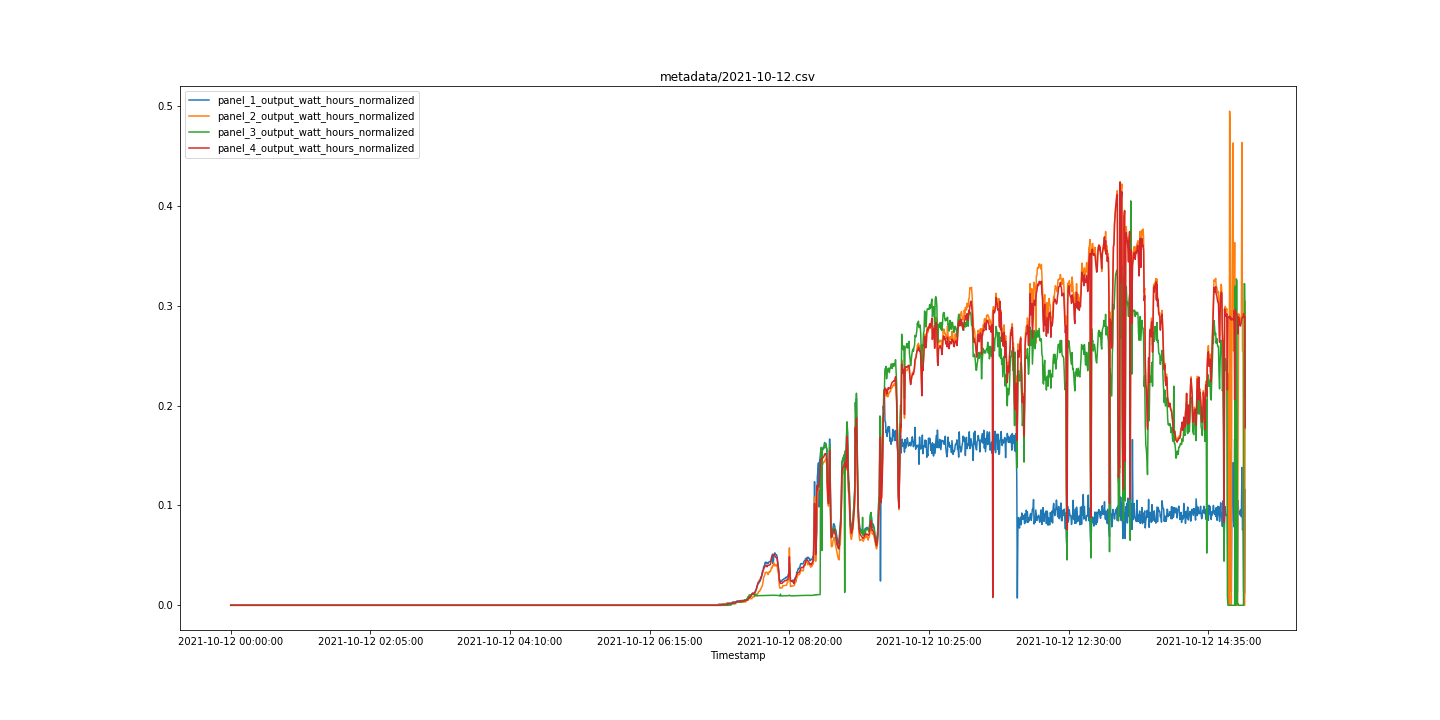 metadata/2021-10-12.csv
panel_1_output_watt_hours_normalized
panel_2_output_watt_hours_normalized
panel_3_output_watt_hours_normalized
panel_4_output_watt_hours_normalized
0.5
0.4
0.3
0.2
0.1
0.0
2021-10-12 00:00:00 2021-10-12 02:05:00 2021-10-12 04:10:00 2021-10-12 06:15:00 2021-10-12 08:20:00 2021-10-12 10:25:00 2021-10-12 12:30:00 2021-10-12 14:35:00
Timestamp